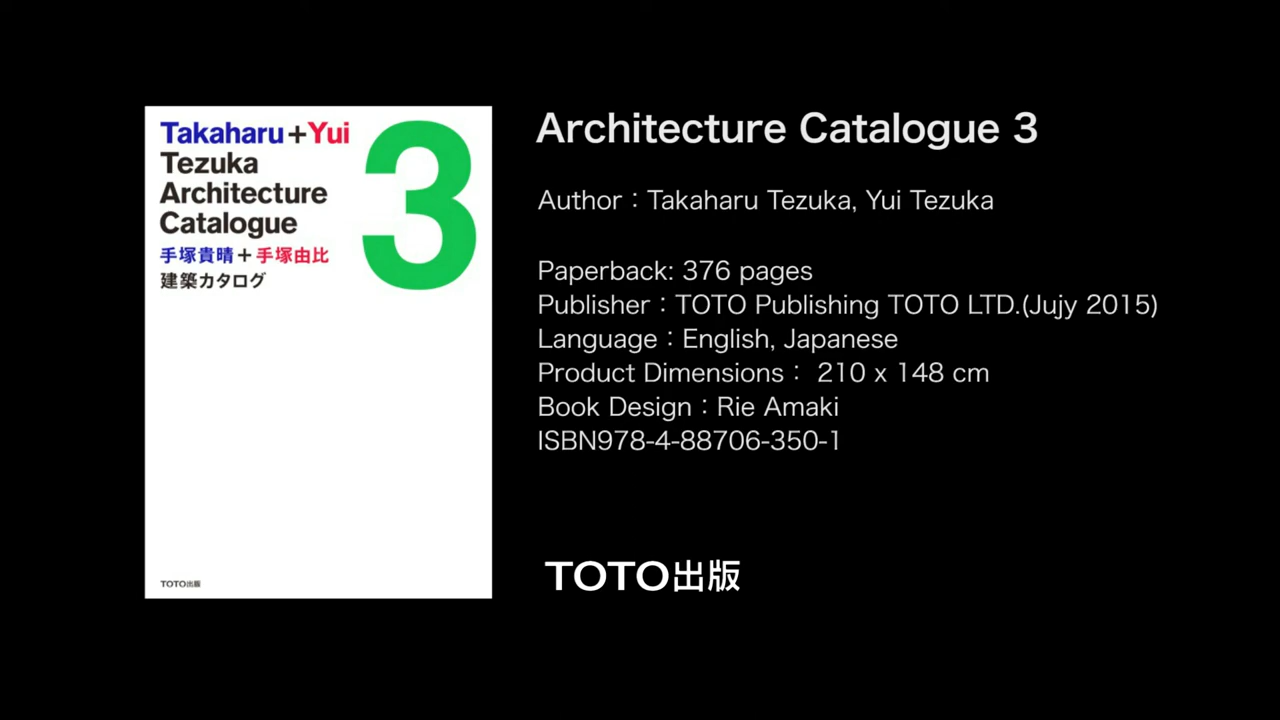 Takaharu+Yui
Tezuka
Architecture
Catalogue
3
手塚貴晴+手塚由比
建築カタログ
TOTO出版
Architecture Catalogue 3
Author：Takaharu Tezuka, Yui Tezuka
Paperback: 376 pages
Publisher：TOTO Publishing TOTO LTD.(Jujy 2015)
Language：English, Japanese
Product Dimensions： 210 x 148 cm
Book Design：Rie Amaki
ISBN978-4-88706-350-1
TOTO出版